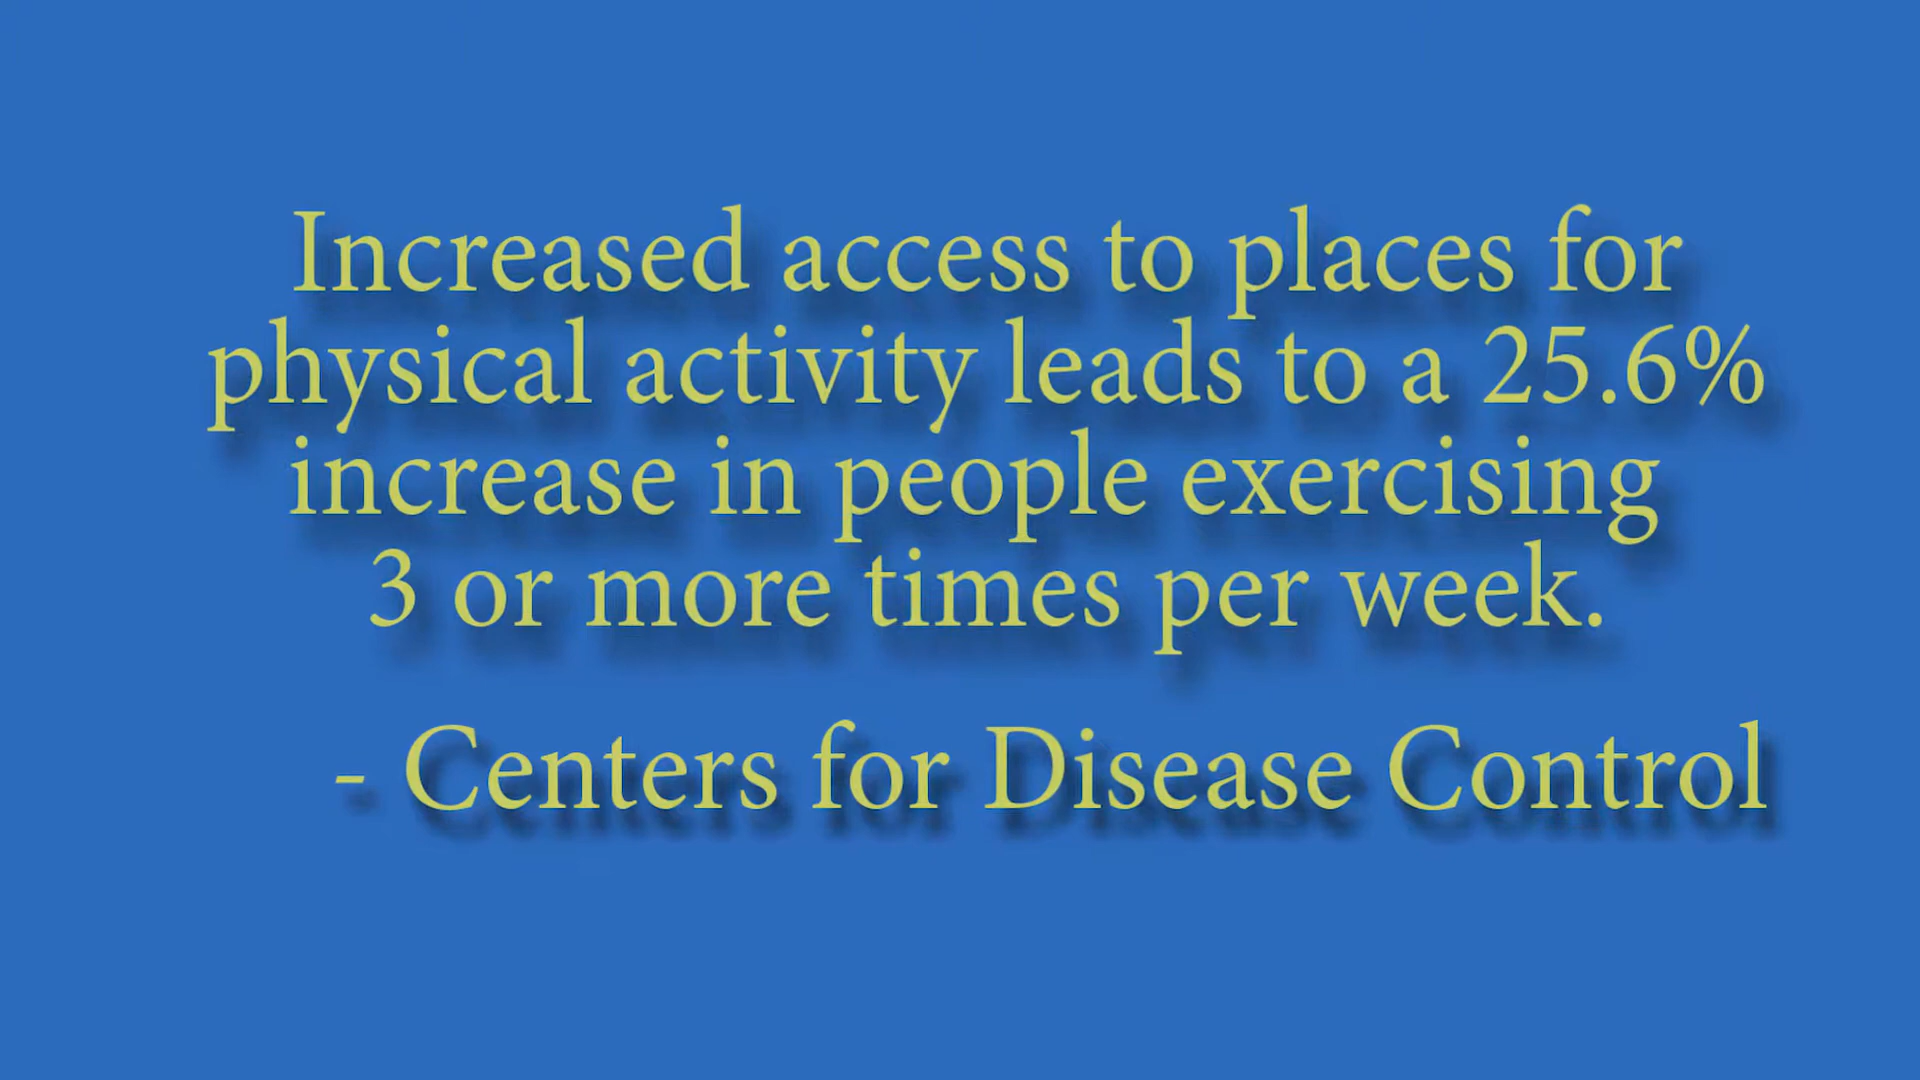 Increased access to places for
physical activity leads to a 25.6%
increase in people exercising
3 or more times per week.
- Centers for Disease Control